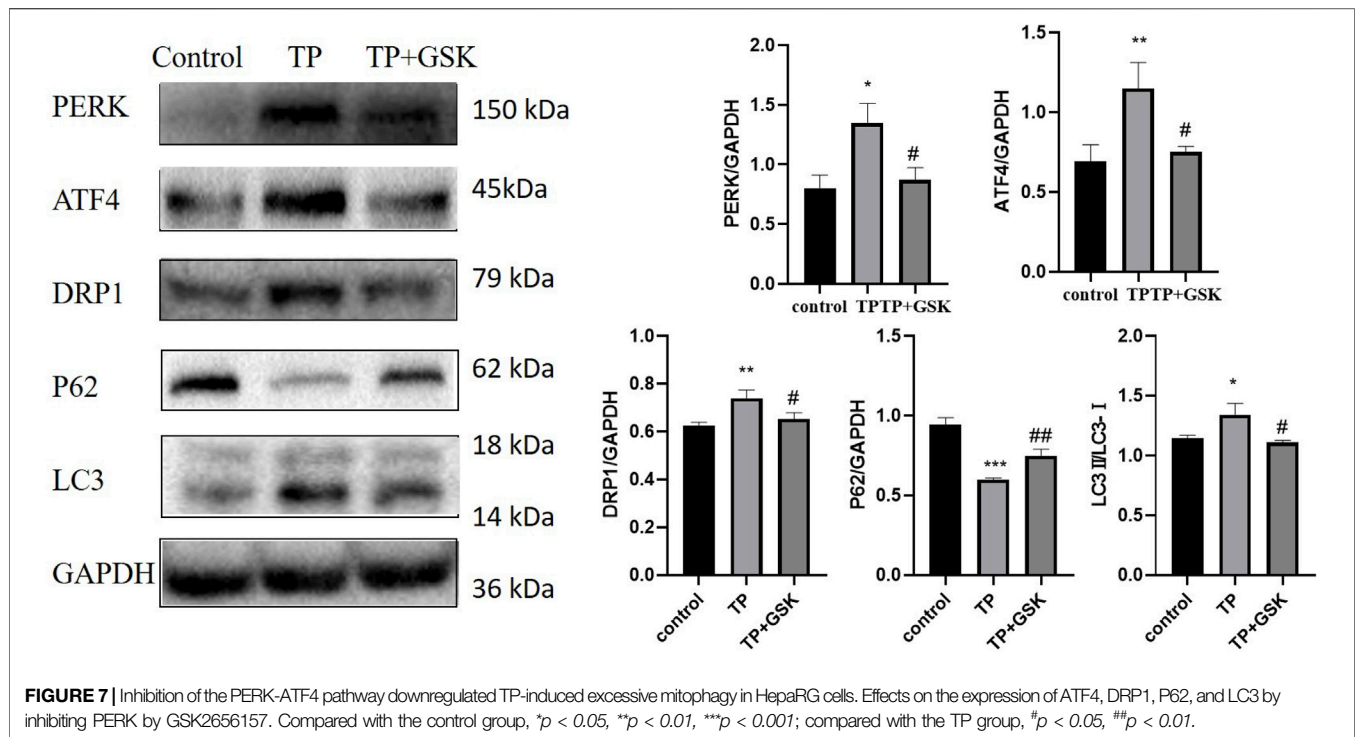 Control TP TP+GSK
PERK 150 kDa
ATF4 45kDa
DRP1 79 kDa
P62 62 kDa
LC3 18 kDa
14 kDa
GAPDH 36 kDa
PERK/GAPDH
2.0
1.5
1.0
0.5
0.0
*
#
control TPTP+GSK
ATF4/GAPDH
1.5
1.0
0.5
0.0
**
#
control TPTP+GSK
DRP1/GAPDH
1.0
0.8
0.6
0.4
0.2
0.0
**
#
control TP TP+GSK
P62/GAPDH
1.5
1.0
0.5
0.0
***
##
control TP TP+GSK
LC3 II/LC3- I
2.0
1.5
1.0
0.5
0.0
*
#
control TP TP+GSK
FIGURE 7 | Inhibition of the PERK-ATF4 pathway downregulated TP-induced excessive mitophagy in HepaRG cells. Effects on the expression of ATF4, DRP1, P62, and LC3 by
inhibiting PERK by GSK2656157. Compared with the control group, *p < 0.05, **p < 0.01, ***p < 0.001; compared with the TP group, #p < 0.05, ##p < 0.01.